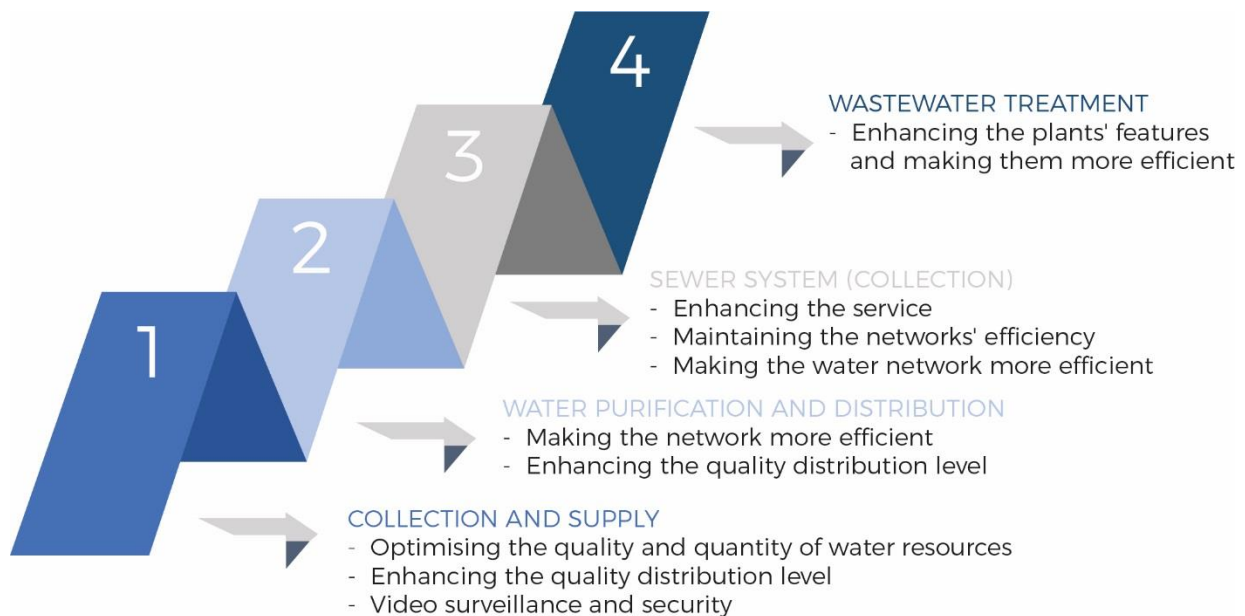 4
WASTEWATER TREATMENT
- Enhancing the plants' features
and making them more efficient
3
SEWER SYSTEM (COLLECTION)
- Enhancing the service
- Maintaining the networks' efficiency
- Making the water network more efficient
2
WATER PURIFICATION AND DISTRIBUTION
- Making the network more efficient
- Enhancing the quality distribution level
1
COLLECTION AND SUPPLY
- Optimising the quality and quantity of water resources
- Enhancing the quality distribution level
- Video surveillance and security